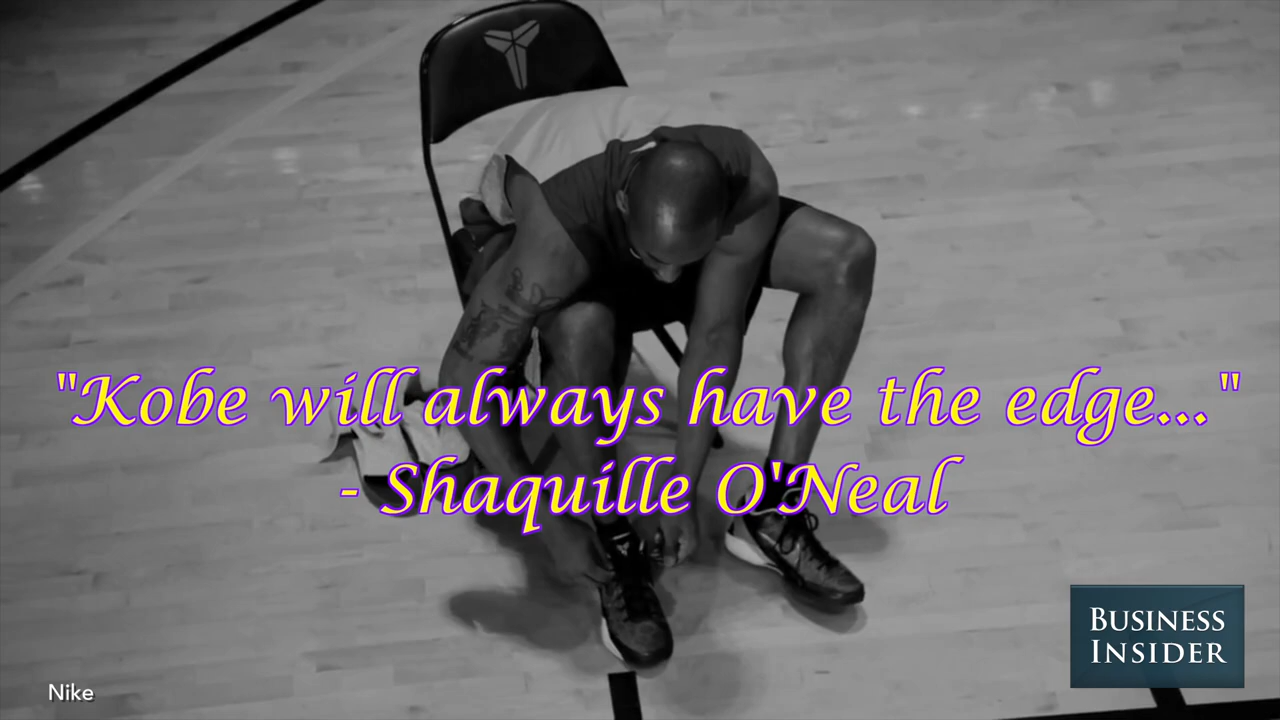 "Kobe will always have the edge..."
- Shaquille O'Neal
BUSINESS
INSIDER
Nike